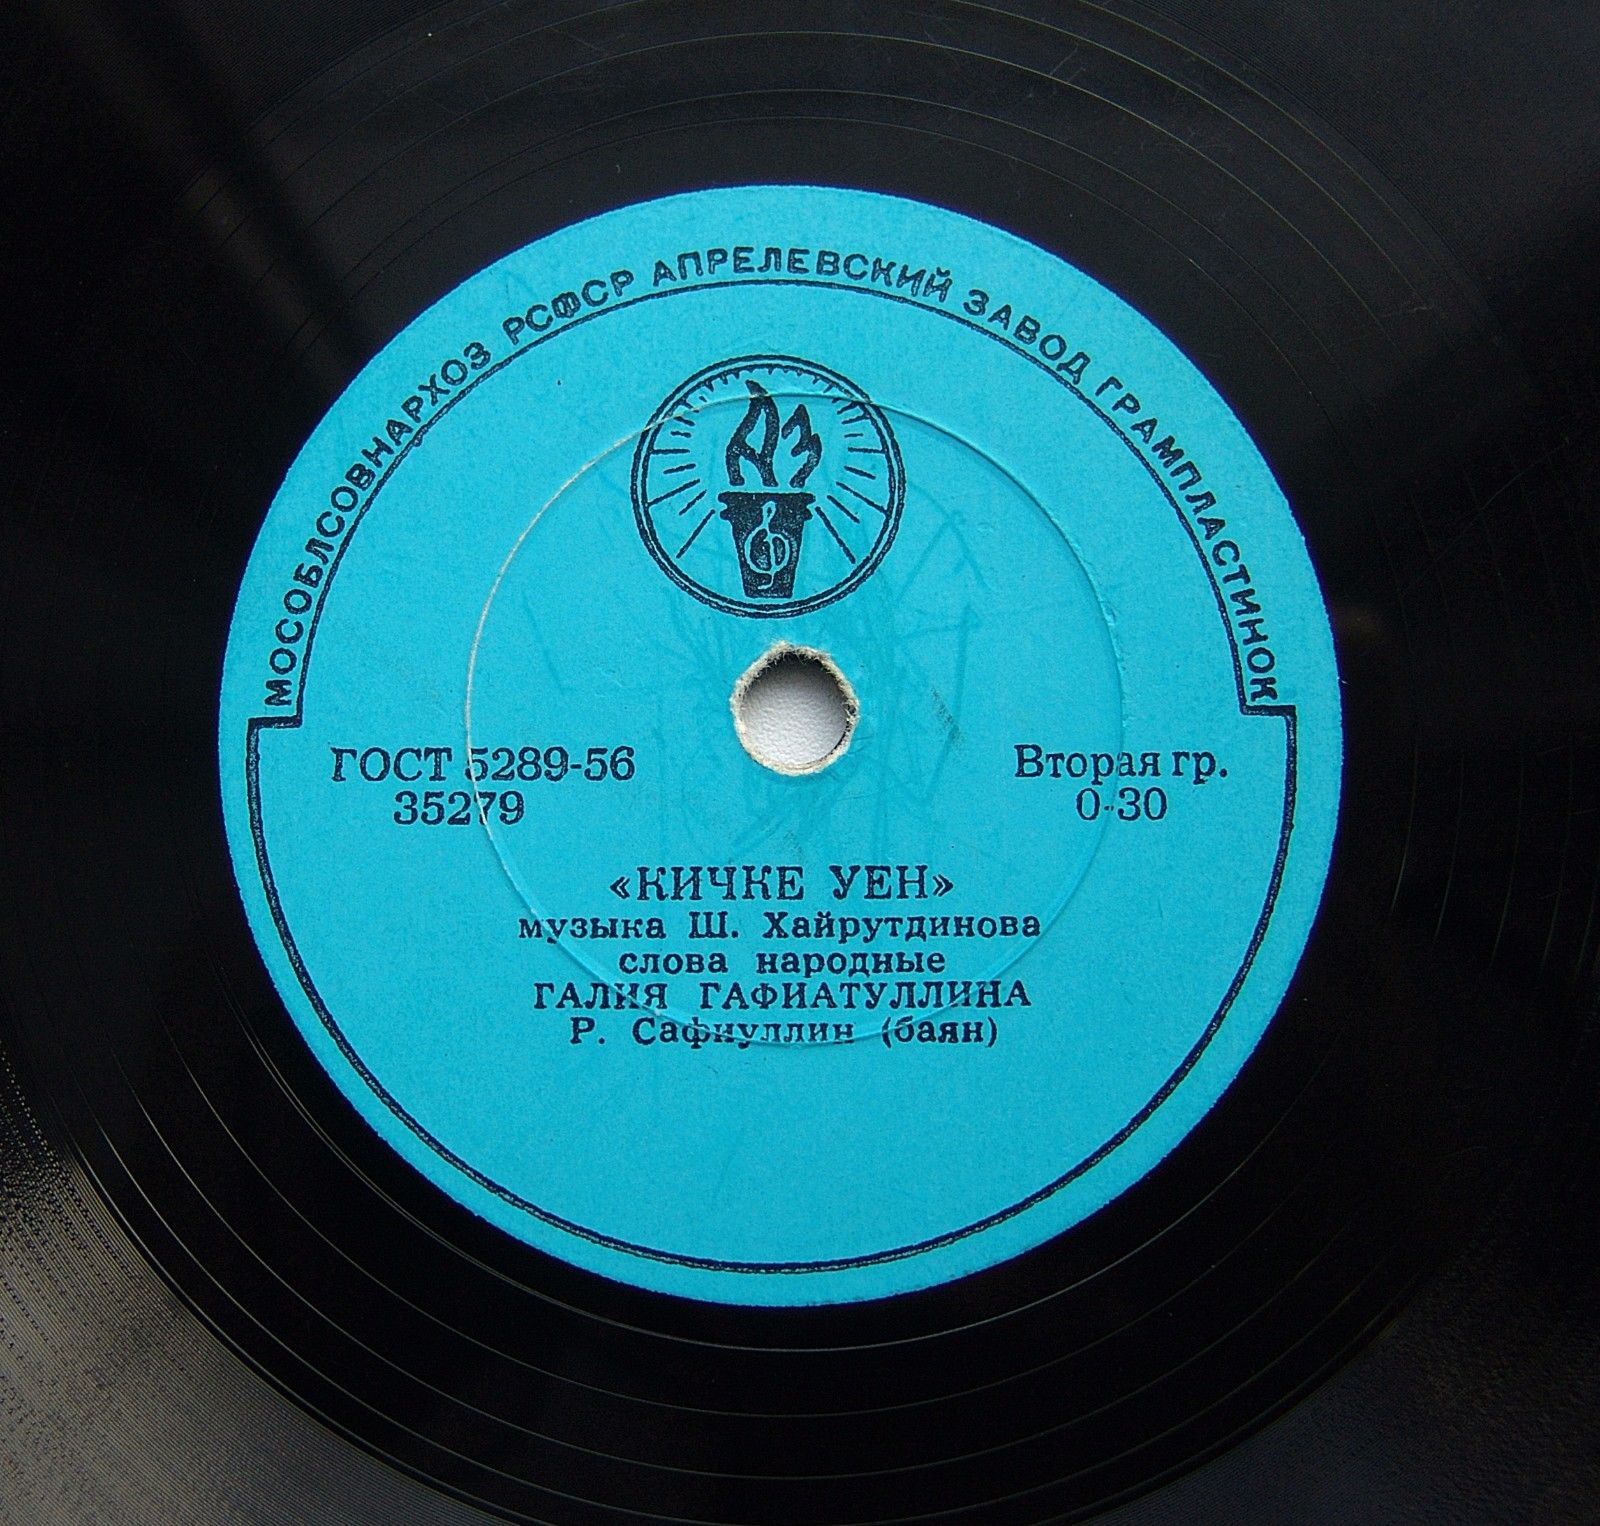 МОСОБЛСОВНАРХОЗ РСФСР АПРЕЛЕВСКИЙ ЗАВОД ГРАМПЛАСТИНОК
АЗ
ГОСТ 5289-56
35279
Вторая гр.
0-30
«КИЧКЕ УЕН»
музыка Ш. Хайрутдинова
слова народные
ГАЛИЯ ГАФИАТУЛЛИНА
Р. Сафиуллин (баян)